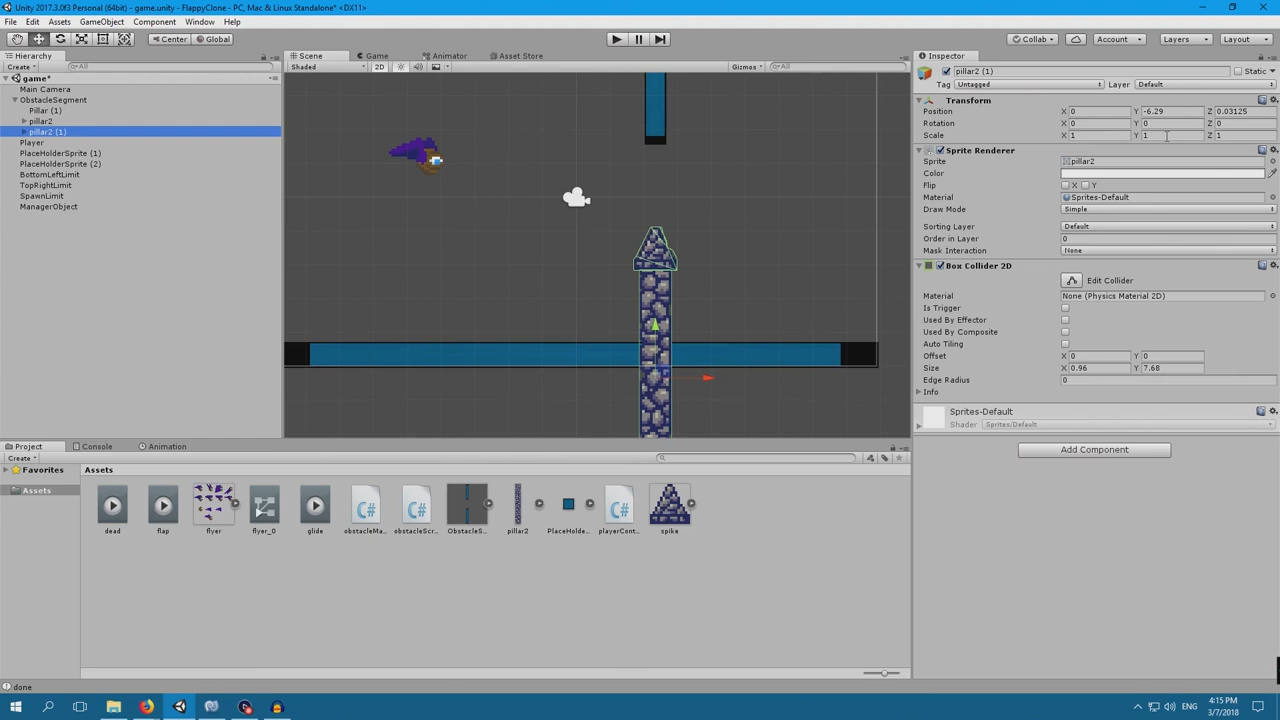 Unity 2017.3.0f3 Personal (64bit) - game.unity - FlappyClone - PC, Mac & Linux Standalone* <DX11>
File Edit Assets GameObject Component Window Help
Center Global Collab Account Layers Layout
Hierarchy
Create All
game*
Main Camera
ObstacleSegment
Pillar (1)
pillar2
pillar2 (1)
Player
PlaceHolderSprite (1)
PlaceHolderSprite (2)
BottomLeftLimit
TopRightLimit
SpawnLimit
ManagerObject
Scene Game Animator Asset Store
Shaded 2D Gizmos All
Inspector
pillar2 (1) Static
Tag Untagged Layer Default
Transform
Position X 0 Y -6.29 Z 0.03125
Rotation X 0 Y 0 Z 0
Scale X 1 Y 1 Z 1
Sprite Renderer
Sprite pillar2
Color
Flip X Y
Material Sprites-Default
Draw Mode Simple
Sorting Layer Default
Order in Layer 0
Mask Interaction None
Box Collider 2D
Edit Collider
Material None (Physics Material 2D)
Is Trigger
Used By Effector
Used By Composite
Auto Tiling
Offset X 0 Y 0
Size X 0.96 Y 7.68
Edge Radius 0
Info
Sprites-Default
Shader Sprites/Default
Add Component
Project Console Animation
Create
Favorites
Assets
Assets
dead flap flyer flyer_0 glide obstacleMa... obstacleScr... ObstacleS... pillar2 PlaceHolde... playerCont... spike
done
ENG
4:15 PM
3/7/2018